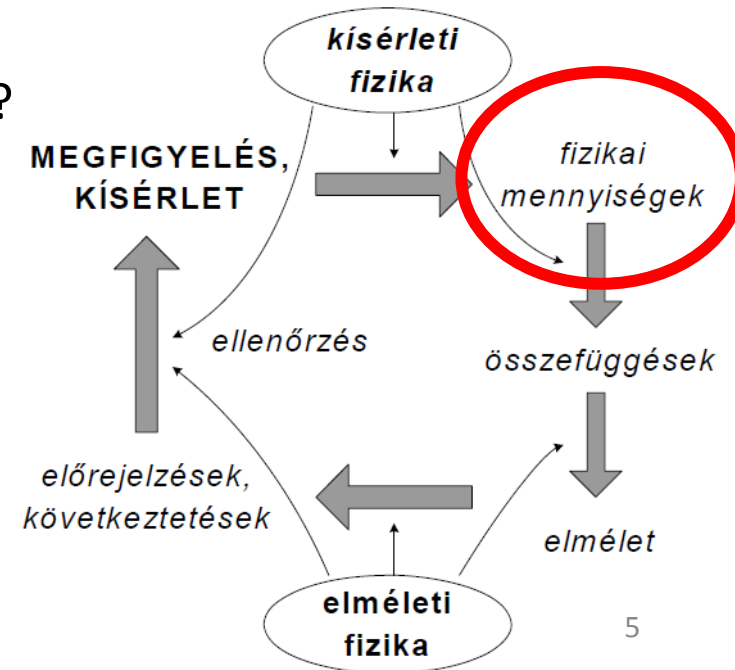 ?
kísérleti
fizika
MEGFIGYELÉS,
KÍSÉRLET
fizikai
mennyiségek
ellenőrzés
összefüggések
előrejelzések,
következtetések
elmélet
elméleti
fizika
5